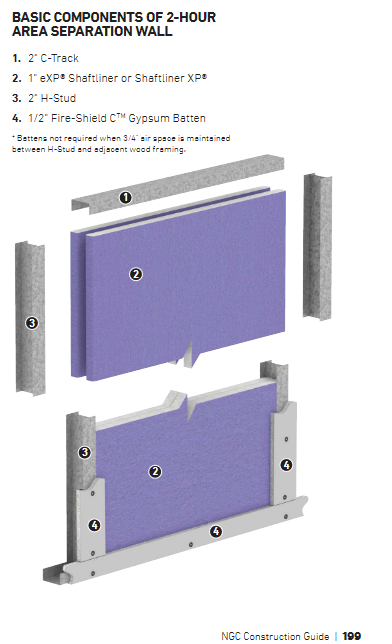 BASIC COMPONENTS OF 2-HOUR
AREA SEPARATION WALL
1. 2" C-Track
2. 1" eXP® Shaftliner or Shaftliner XP®
3. 2" H-Stud
4. 1/2" Fire-Shield C™ Gypsum Batten
* Battens not required when 3/4" air space is maintained
between H-Stud and adjacent wood framing.
1
2
3
3
2
4
4
4
NGC Construction Guide | 199